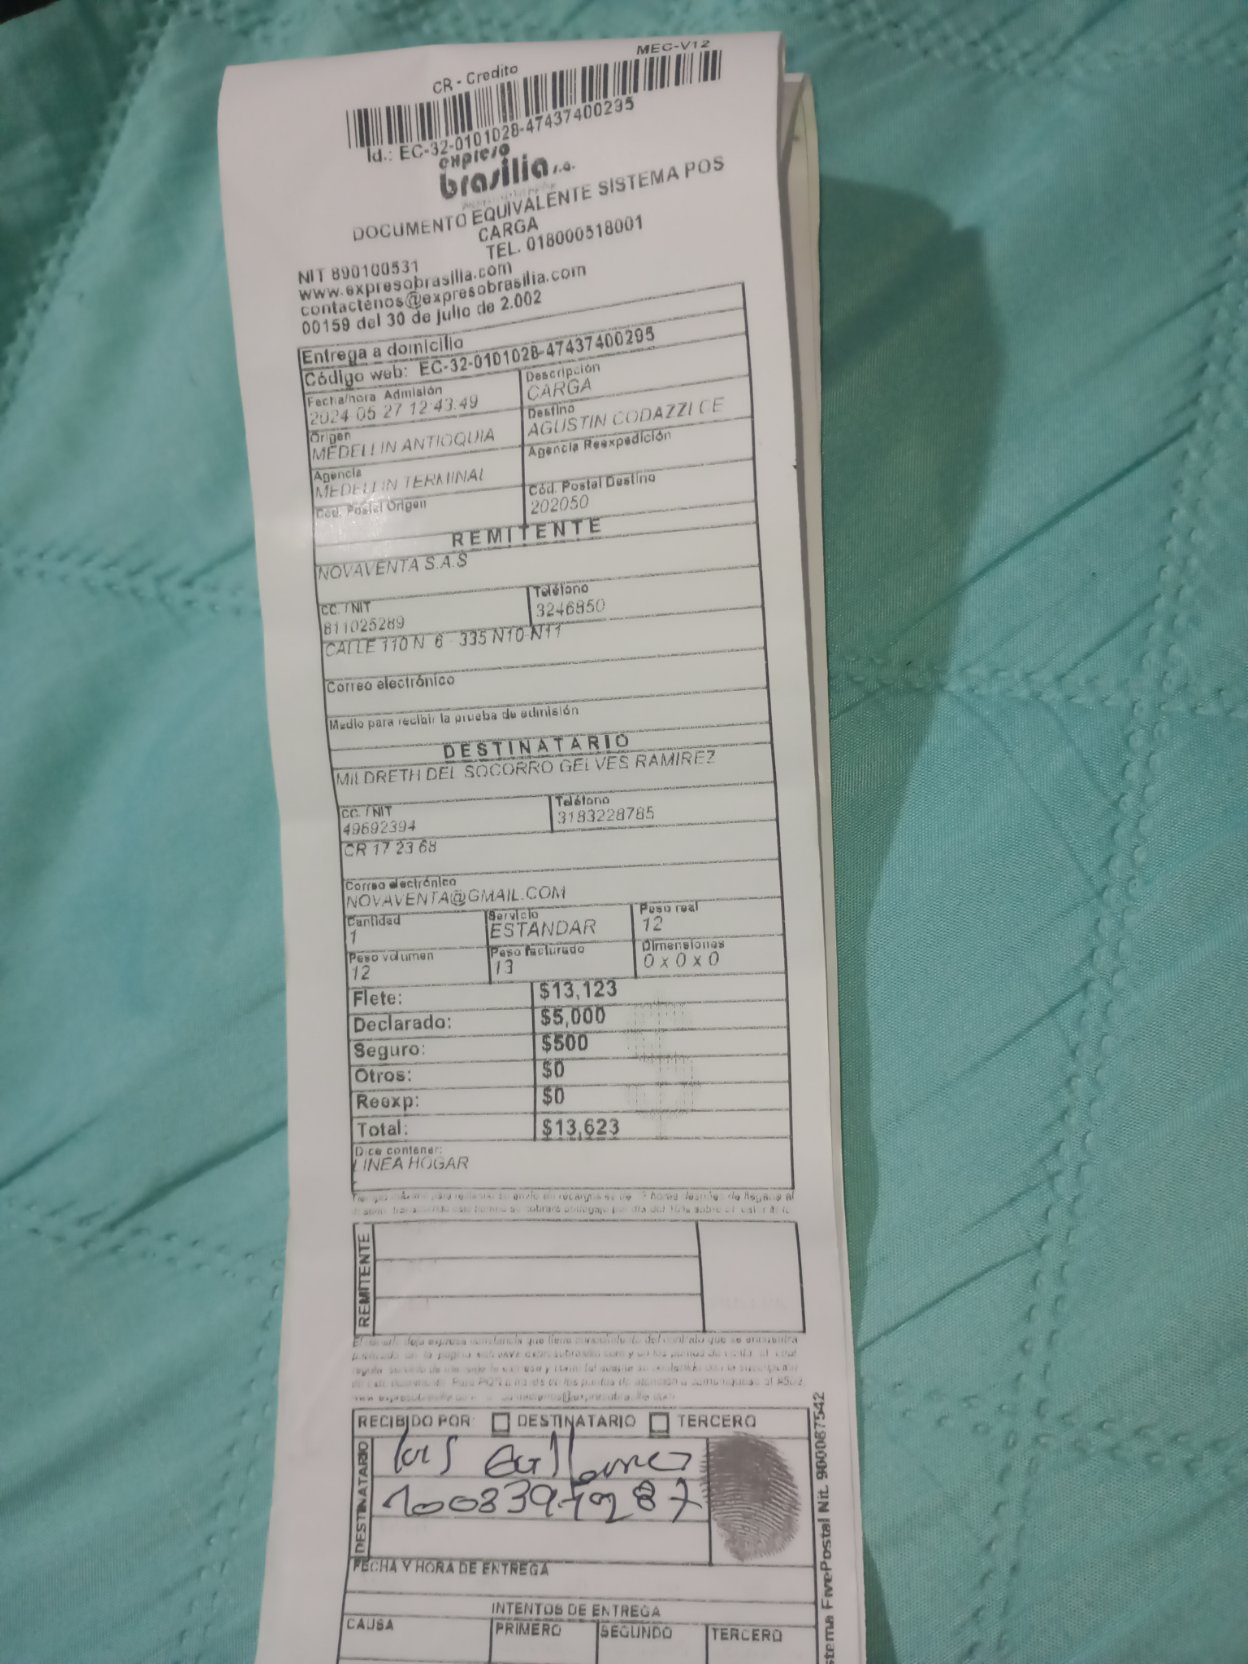 MEC-V12
CR - Credito
Id.: EC-32-0101028-47437400295
expreso
brasilia s.a.
DOCUMENTO EQUIVALENTE SISTEMA POS
CARGA
TEL. 018000518001
NIT 890100531
www.expresobrasilia.com
contactenos@expresobrasilia.com
00159 del 30 de julio de 2.002
Entrega a domicilio
Código web: EC-32-0101028-47437400295
Fecha/hora Admisión Descripción
2024 05 27 12:43:49 CARGA
Origen Destino
MEDELLIN ANTIOQUIA AGUSTIN CODAZZI CE
Agencia Agencia Reexpedición
MEDELLIN TERMINAL
Cód. Postal Origen Cód. Postal Destino
202050
REMITENTE
NOVAVENTA S.A.S
CC. / NIT Teléfono
811025289 3246850
CALLE 110 N 6 - 335 N10-N11
Correo electrónico
Medio para recibir la prueba de admisión
DESTINATARIO
MILDRETH DEL SOCORRO GELVES RAMIREZ
CC. / NIT Teléfono
49692394 3183228785
CR 17 23 68
Correo electrónico
NOVAVENTA@GMAIL.COM
Cantidad Servicio Peso real
1 ESTANDAR 12
Peso volumen Peso facturado Dimensiones
12 13 0 x 0 x 0
Flete: $13,123
Declarado: $5,000
Seguro: $500
Otros: $0
Reexp: $0
Total: $13,623
Dice contener:
LINEA HOGAR
REMITENTE
RECIBIDO POR: DESTINATARIO TERCERO
DESTINATARIO
FECHA Y HORA DE ENTREGA
INTENTOS DE ENTREGA
CAUSA PRIMERO SEGUNDO TERCERO
FivePostal Nit. 900087542